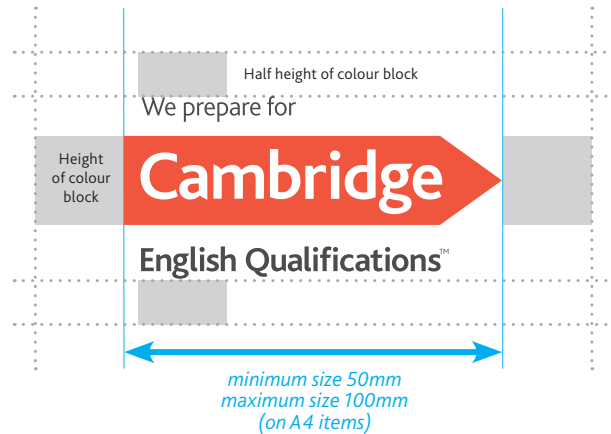 Half height of colour block
We prepare for
Height
of colour
block
Cambridge
English Qualifications™
minimum size 50mm
maximum size 100mm
(on A4 items)